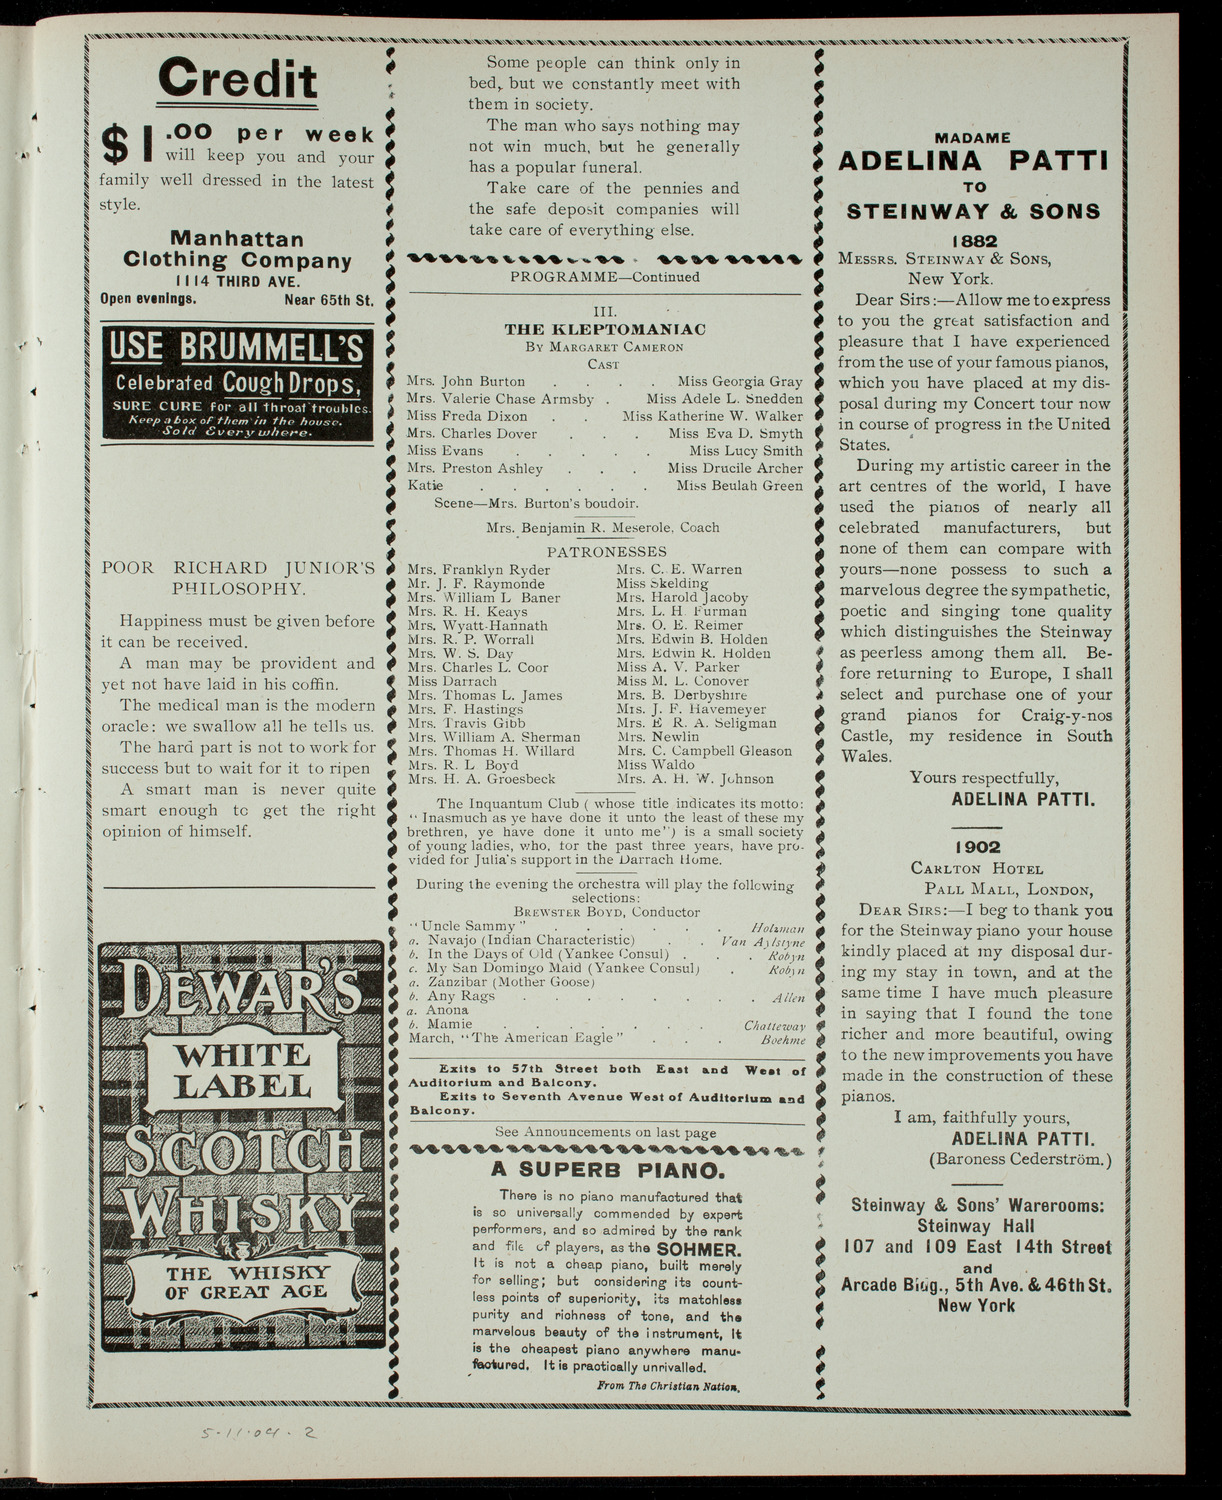 Credit
$1.00 per week
will keep you and your
family well dressed in the latest
style.
Manhattan
Clothing Company
1114 THIRD AVE.
Open evenings. Near 65th St.
USE BRUMMELL'S
Celebrated Cough Drops,
SURE CURE for all throat troubles.
Keep a box of them in the house.
Sold Everywhere.
POOR RICHARD JUNIOR'S
PHILOSOPHY.
Happiness must be given before
it can be received.
A man may be provident and
yet not have laid in his coffin.
The medical man is the modern
oracle: we swallow all he tells us.
The hard part is not to work for
success but to wait for it to ripen
A smart man is never quite
smart enough to get the right
opinion of himself.
DEWAR'S
WHITE
LABEL
SCOTCH
WHISKY
THE WHISKY
OF GREAT AGE
Some people can think only in
bed, but we constantly meet with
them in society.
The man who says nothing may
not win much, but he generally
has a popular funeral.
Take care of the pennies and
the safe deposit companies will
take care of everything else.
PROGRAMME—Continued
III.
THE KLEPTOMANIAC
BY MARGARET CAMERON
CAST
Mrs. John Burton . . . . Miss Georgia Gray
Mrs. Valerie Chase Armsby . Miss Adele L. Snedden
Miss Freda Dixon . . Miss Katherine W. Walker
Mrs. Charles Dover . . . Miss Eva D. Smyth
Miss Evans . . . . . Miss Lucy Smith
Mrs. Preston Ashley . . . Miss Drucile Archer
Katie . . . . . . Miss Beulah Green
Scene—Mrs. Burton's boudoir.
Mrs. Benjamin R. Meserole, Coach
PATRONESSES
Mrs. Franklyn Ryder Mrs. C. E. Warren
Mr. J. F. Raymonde Miss Skelding
Mrs. William L Baner Mrs. Harold Jacoby
Mrs. R. H. Keays Mrs. L. H. Furman
Mrs. Wyatt-Hannath Mrs. O. E. Reimer
Mrs. R. P. Worrall Mrs. Edwin B. Holden
Mrs. W. S. Day Mrs. Edwin R. Holden
Mrs. Charles L. Coor Miss A. V. Parker
Miss Darrach Miss M. L. Conover
Mrs. Thomas L. James Mrs. B. Derbyshire
Mrs. F. Hastings Mrs. J. F. Havemeyer
Mrs. Travis Gibb Mrs. E R. A. Seligman
Mrs. William A. Sherman Mrs. Newlin
Mrs. Thomas H. Willard Mrs. C. Campbell Gleason
Mrs. R. L Boyd Miss Waldo
Mrs. H. A. Groesbeck Mrs. A. H. W. Johnson
The Inquantum Club ( whose title indicates its motto:
"Inasmuch as ye have done it unto the least of these my
brethren, ye have done it unto me") is a small society
of young ladies, who, for the past three years, have pro-
vided for Julia's support in the Darrach Home.
During the evening the orchestra will play the following
selections:
BREWSTER BOYD, Conductor
"Uncle Sammy" . . . . . . Holzman
a. Navajo (Indian Characteristic) . . Van Alstyne
b. In the Days of Old (Yankee Consul) . . . Robyn
c. My San Domingo Maid (Yankee Consul) . Robyn
a. Zanzibar (Mother Goose)
b. Any Rags . . . . . . . . Allen
a. Anona
b. Mamie . . . . . . . Chatteway
March, "The American Eagle" . . . Boehme
Exits to 57th Street both East and West of
Auditorium and Balcony.
Exits to Seventh Avenue West of Auditorium and
Balcony.
See Announcements on last page
A SUPERB PIANO.
There is no piano manufactured that
is so universally commended by expert
performers, and so admired by the rank
and file of players, as the SOHMER.
It is not a cheap piano, built merely
for selling; but considering its count-
less points of superiority, its matchless
purity and richness of tone, and the
marvelous beauty of the instrument, it
is the cheapest piano anywhere manu-
factured. It is practically unrivalled.
From The Christian Nation.
MADAME
ADELINA PATTI
TO
STEINWAY & SONS
1882
MESSRS. STEINWAY & SONS,
New York.
Dear Sirs:—Allow me to express
to you the great satisfaction and
pleasure that I have experienced
from the use of your famous pianos,
which you have placed at my dis-
posal during my Concert tour now
in course of progress in the United
States.
During my artistic career in the
art centres of the world, I have
used the pianos of nearly all
celebrated manufacturers, but
none of them can compare with
yours—none possess to such a
marvelous degree the sympathetic,
poetic and singing tone quality
which distinguishes the Steinway
as peerless among them all. Be-
fore returning to Europe, I shall
select and purchase one of your
grand pianos for Craig-y-nos
Castle, my residence in South
Wales.
Yours respectfully,
ADELINA PATTI.
1902
CARLTON HOTEL
PALL MALL, LONDON,
DEAR SIRS:—I beg to thank you
for the Steinway piano your house
kindly placed at my disposal dur-
ing my stay in town, and at the
same time I have much pleasure
in saying that I found the tone
richer and more beautiful, owing
to the new improvements you have
made in the construction of these
pianos.
I am, faithfully yours,
ADELINA PATTI.
(Baroness Cederström.)
Steinway & Sons' Warerooms:
Steinway Hall
107 and 109 East 14th Street
and
Arcade Bldg., 5th Ave. & 46th St.
New York
5.11.04.2